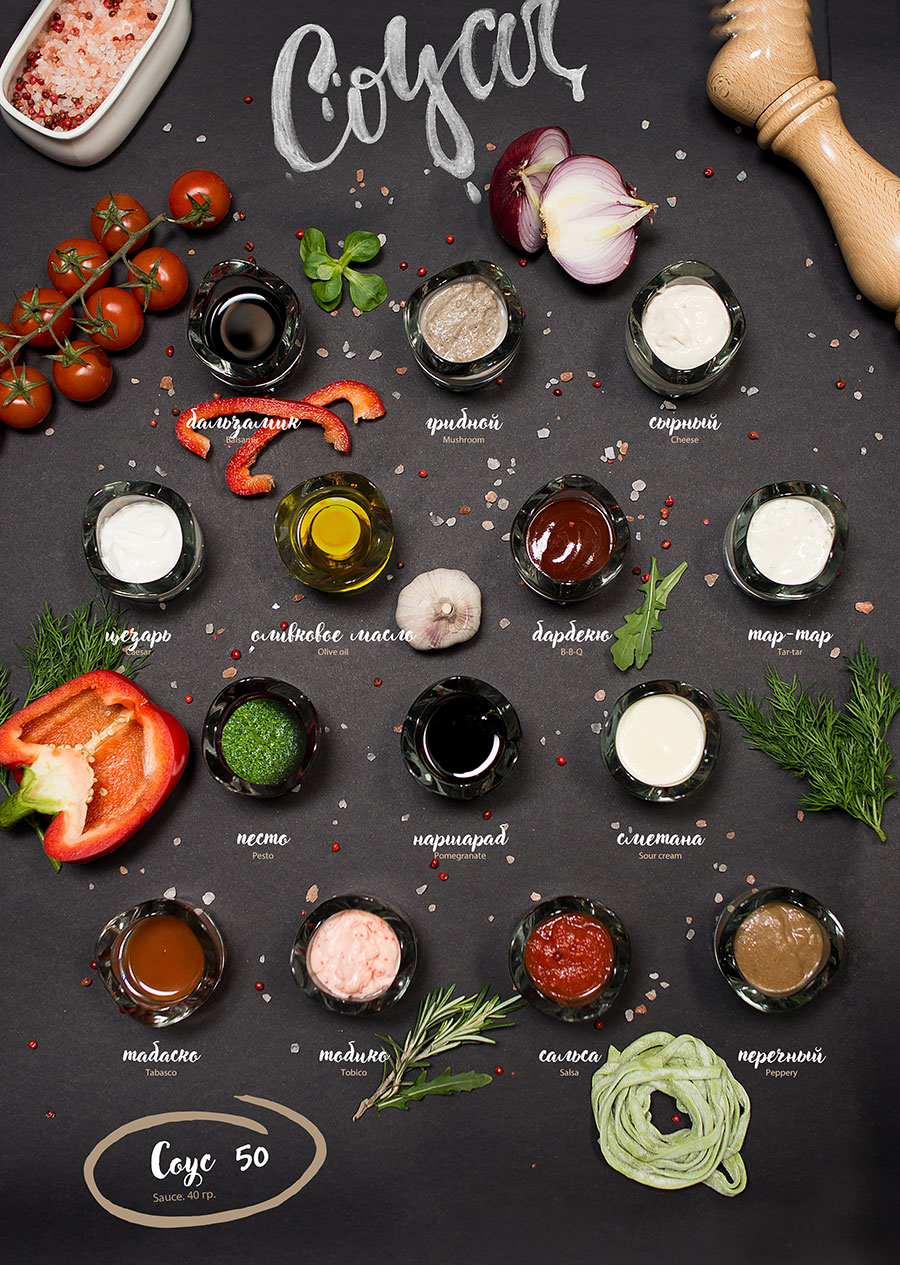 Соусы
бальзамик
Balsamic
грибной
Mushroom
сырный
Cheese
цезарь
Caesar
оливковое масло
Olive oil
барбекю
B-B-Q
тар-тар
Tar-tar
песто
Pesto
наршараб
Pomegranate
сметана
Sour cream
табаско
Tabasco
тобико
Tobico
сальса
Salsa
перечный
Peppery
Соус 50
Sauce. 40 гр.